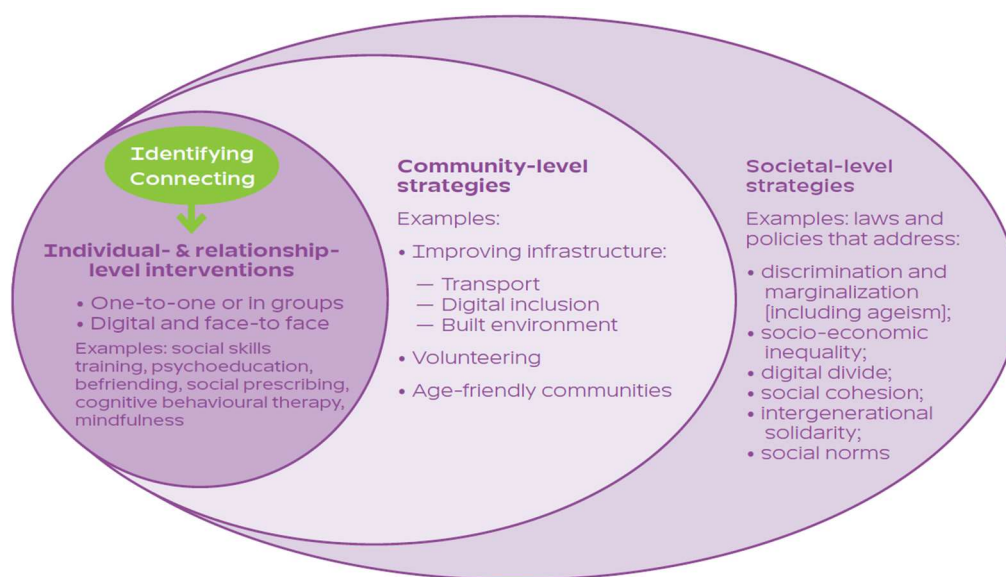 Identifying
Connecting
Individual- & relationship-
level interventions
• One-to-one or in groups
• Digital and face-to face
Examples: social skills
training, psychoeducation,
befriending, social prescribing,
cognitive behavioural therapy,
mindfulness
Community-level
strategies
Examples:
• Improving infrastructure:
— Transport
— Digital inclusion
— Built environment
• Volunteering
• Age-friendly communities
Societal-level
strategies
Examples: laws and
policies that address:
• discrimination and
marginalization
[including ageism];
• socio-economic
inequality;
• digital divide;
• social cohesion;
• intergenerational
solidarity;
• social norms